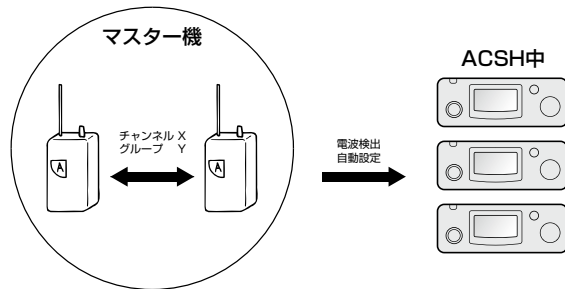 マスター機
ACSH中
チャンネル X
グループ Y
電波検出
自動設定
A
A